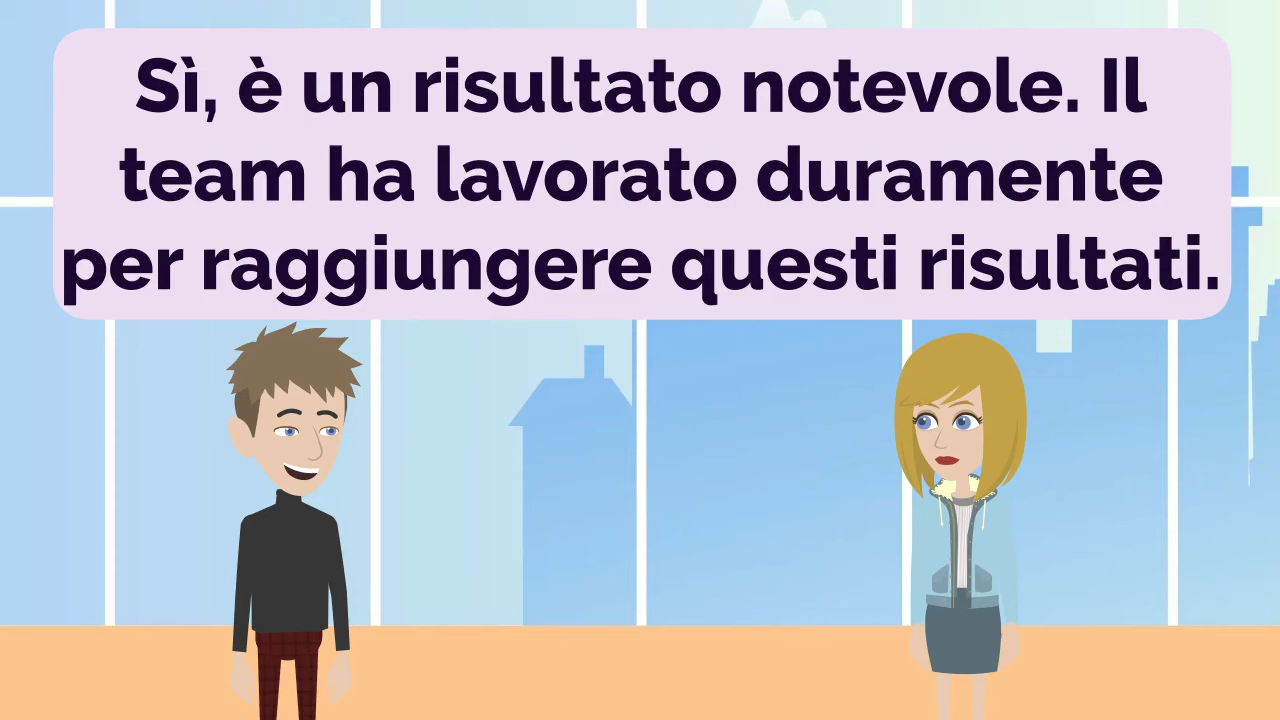 Sì, è un risultato notevole. Il
team ha lavorato duramente
per raggiungere questi risultati.